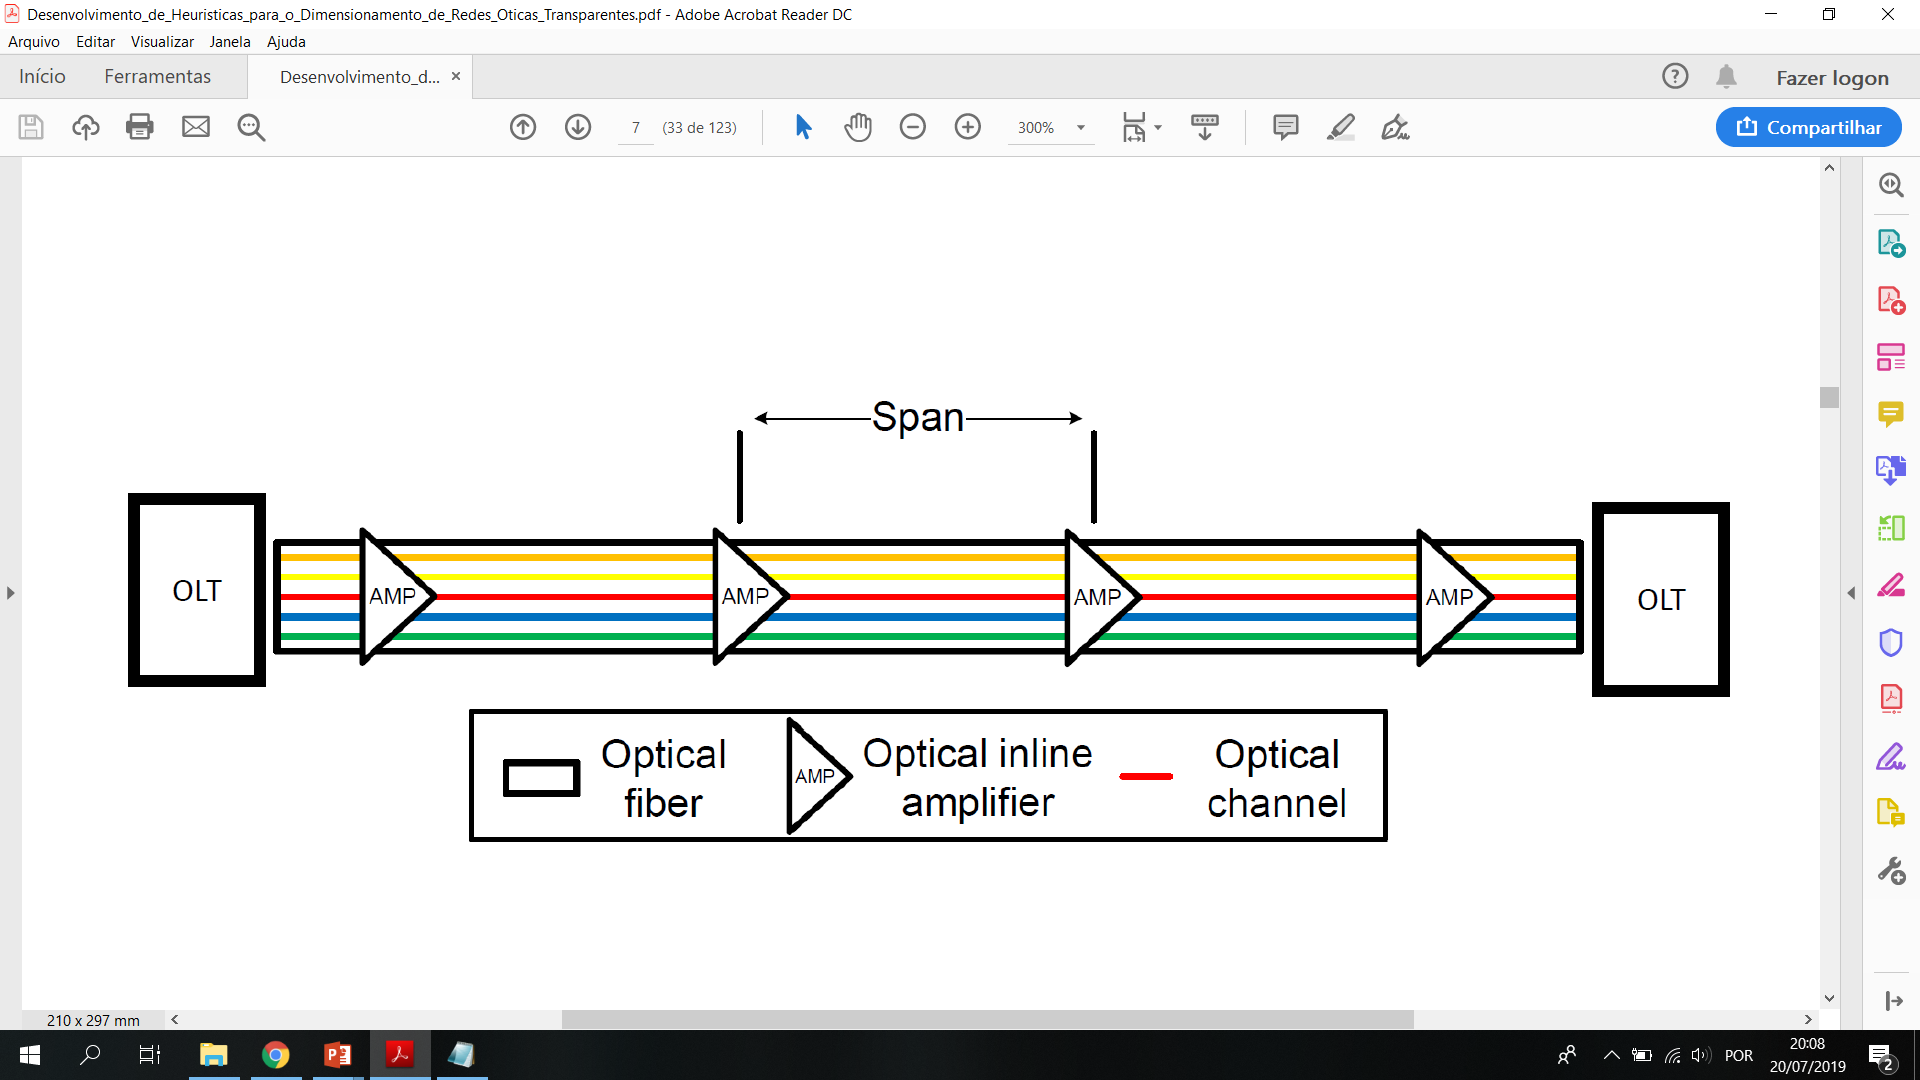 Desenvolvimento_de_Heuristicas_para_o_Dimensionamento_de_Redes_Oticas_Transparentes.pdf - Adobe Acrobat Reader DC
Arquivo Editar Visualizar Janela Ajuda
Início Ferramentas Desenvolvimento_d... × Fazer logon
7 (33 de 123) 300% Compartilhar
Span
OLT AMP AMP AMP AMP OLT
Optical fiber
AMP
Optical inline amplifier
Optical channel
210 x 297 mm
POR
20:08
20/07/2019
2